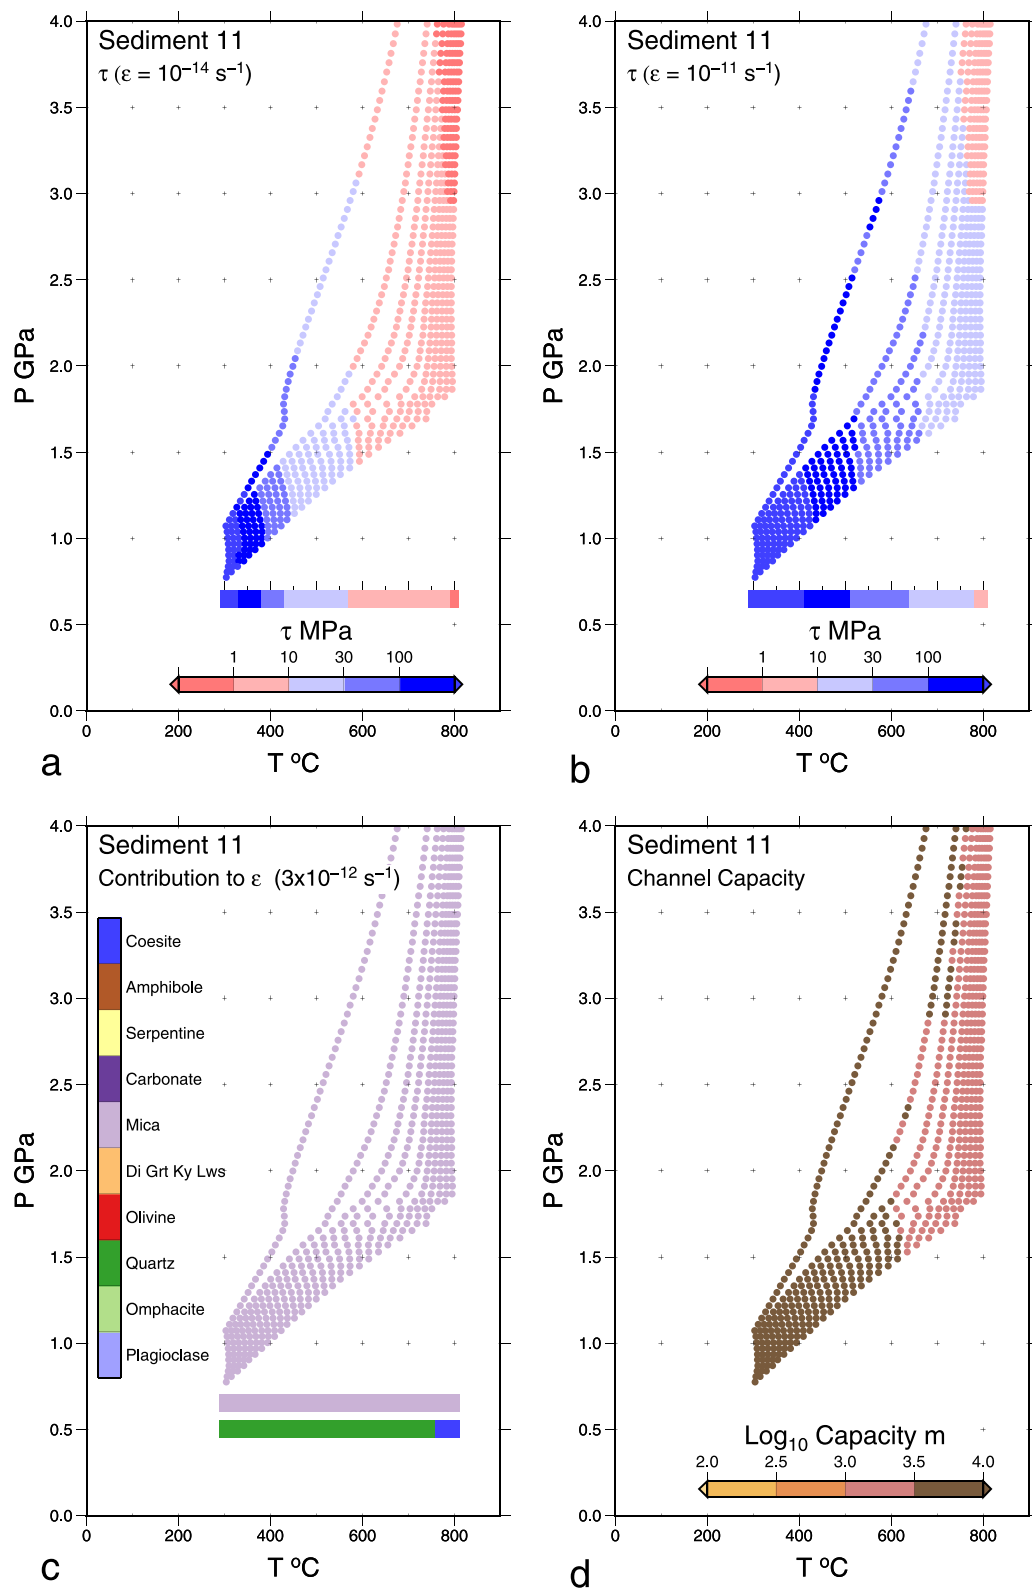 Sediment 11
τ (ε = 10⁻¹⁴ s⁻¹)
4.0
3.5
3.0
2.5
2.0
1.5
1.0
0.5
0.0
P GPa
τ MPa
1 10 30 100
0 200 400 600 800
T ºC
a
Sediment 11
τ (ε = 10⁻¹¹ s⁻¹)
4.0
3.5
3.0
2.5
2.0
1.5
1.0
0.5
0.0
P GPa
τ MPa
1 10 30 100
0 200 400 600 800
T ºC
b
Sediment 11
Contribution to ε (3x10⁻¹² s⁻¹)
4.0
3.5
3.0
2.5
2.0
1.5
1.0
0.5
0.0
P GPa
Coesite
Amphibole
Serpentine
Carbonate
Mica
Di Grt Ky Lws
Olivine
Quartz
Omphacite
Plagioclase
0 200 400 600 800
T ºC
c
Sediment 11
Channel Capacity
4.0
3.5
3.0
2.5
2.0
1.5
1.0
0.5
0.0
P GPa
Log₁₀ Capacity m
2.0 2.5 3.0 3.5 4.0
0 200 400 600 800
T ºC
d